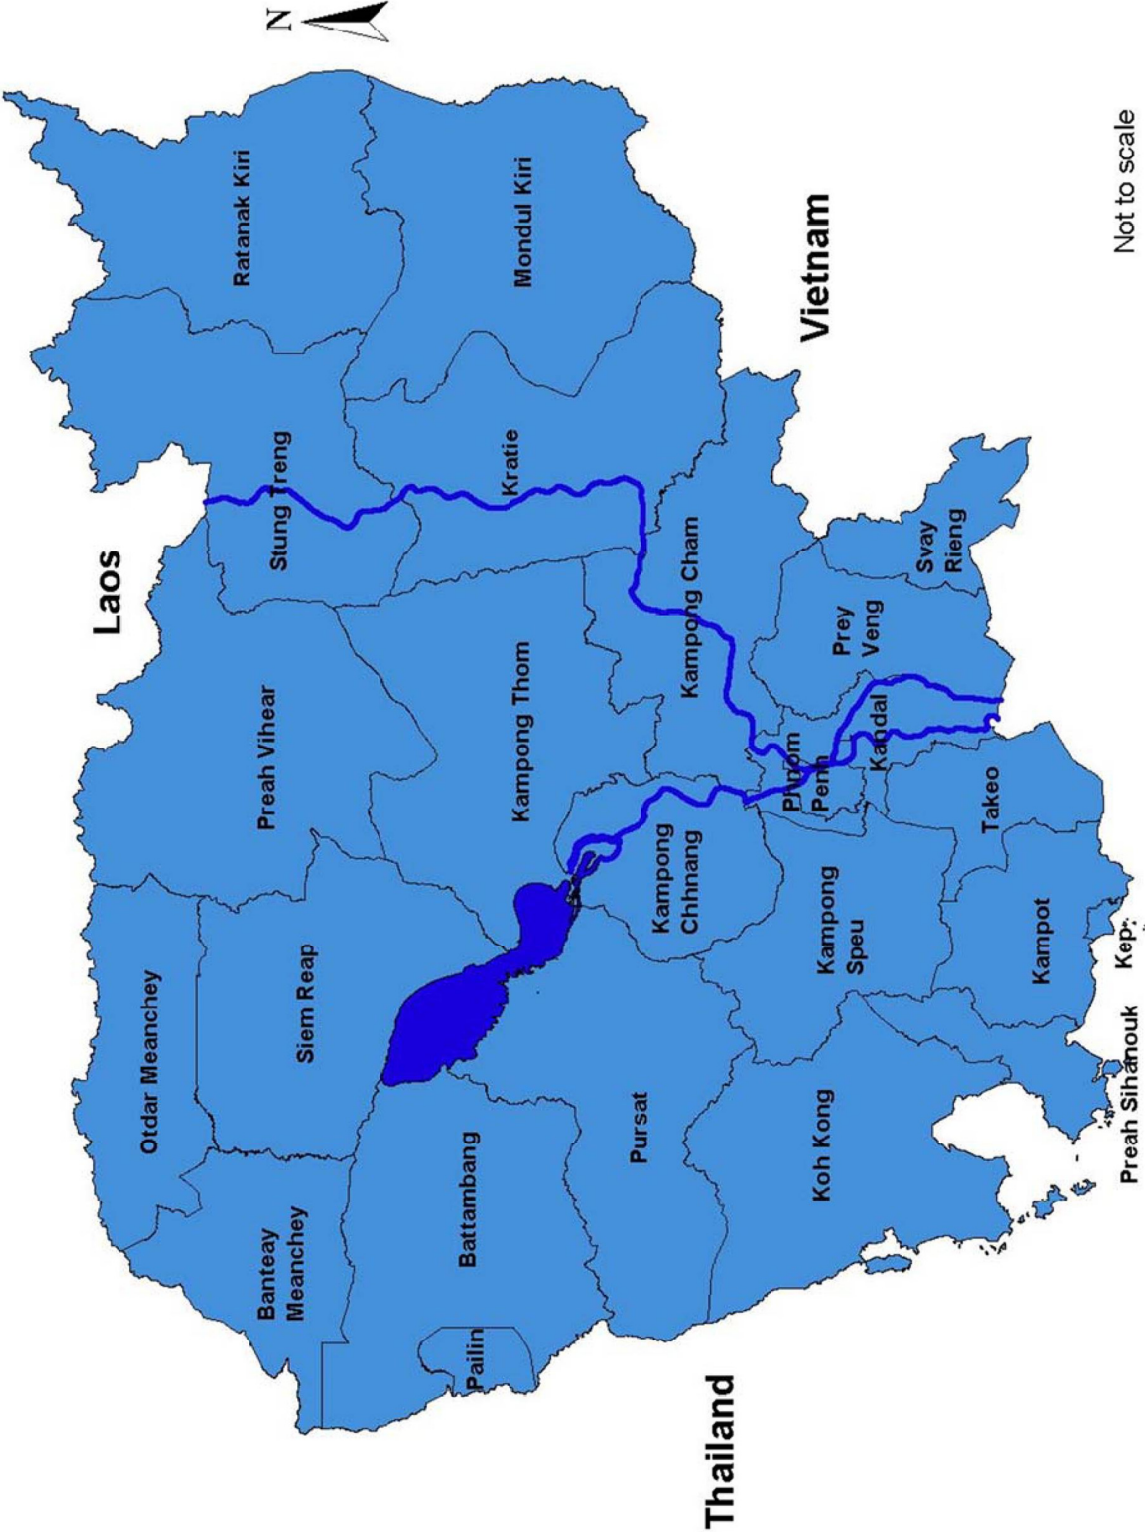 N
Laos
Ratanak Kiri
Stung Treng
Otdar Meanchey
Preah Vihear
Siem Reap
Banteay
Meanchey
Mondul Kiri
Kratie
Kampong Thom
Battambang
Pailin
Kampong Cham
Kampong
Chhnang
Pursat
Vietnam
Thailand
Phnom
Penh
Prey
Veng
Kandal
Svay
Rieng
Kampong
Speu
Koh Kong
Takeo
Kampot
Kep
Preah Sihanouk
Not to scale